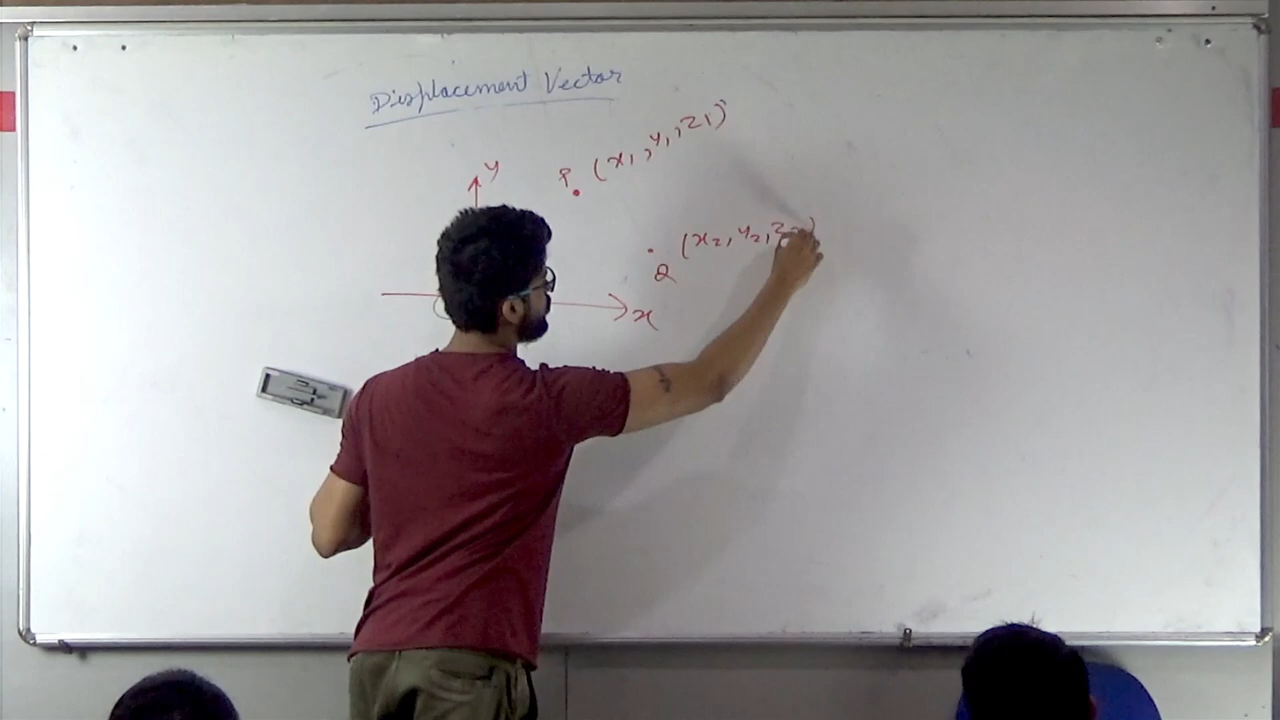 Displacement Vector
y
P (x1, y1, z1)
(x2, y2, z2)
Q
x